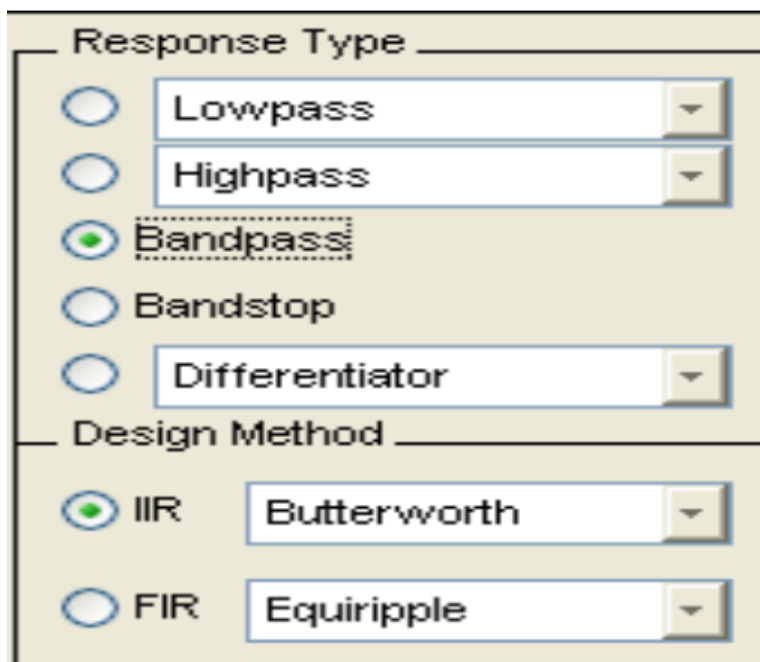 Response Type
Lowpass
Highpass
Bandpass
Bandstop
Differentiator
Design Method
IIR Butterworth
FIR Equiripple